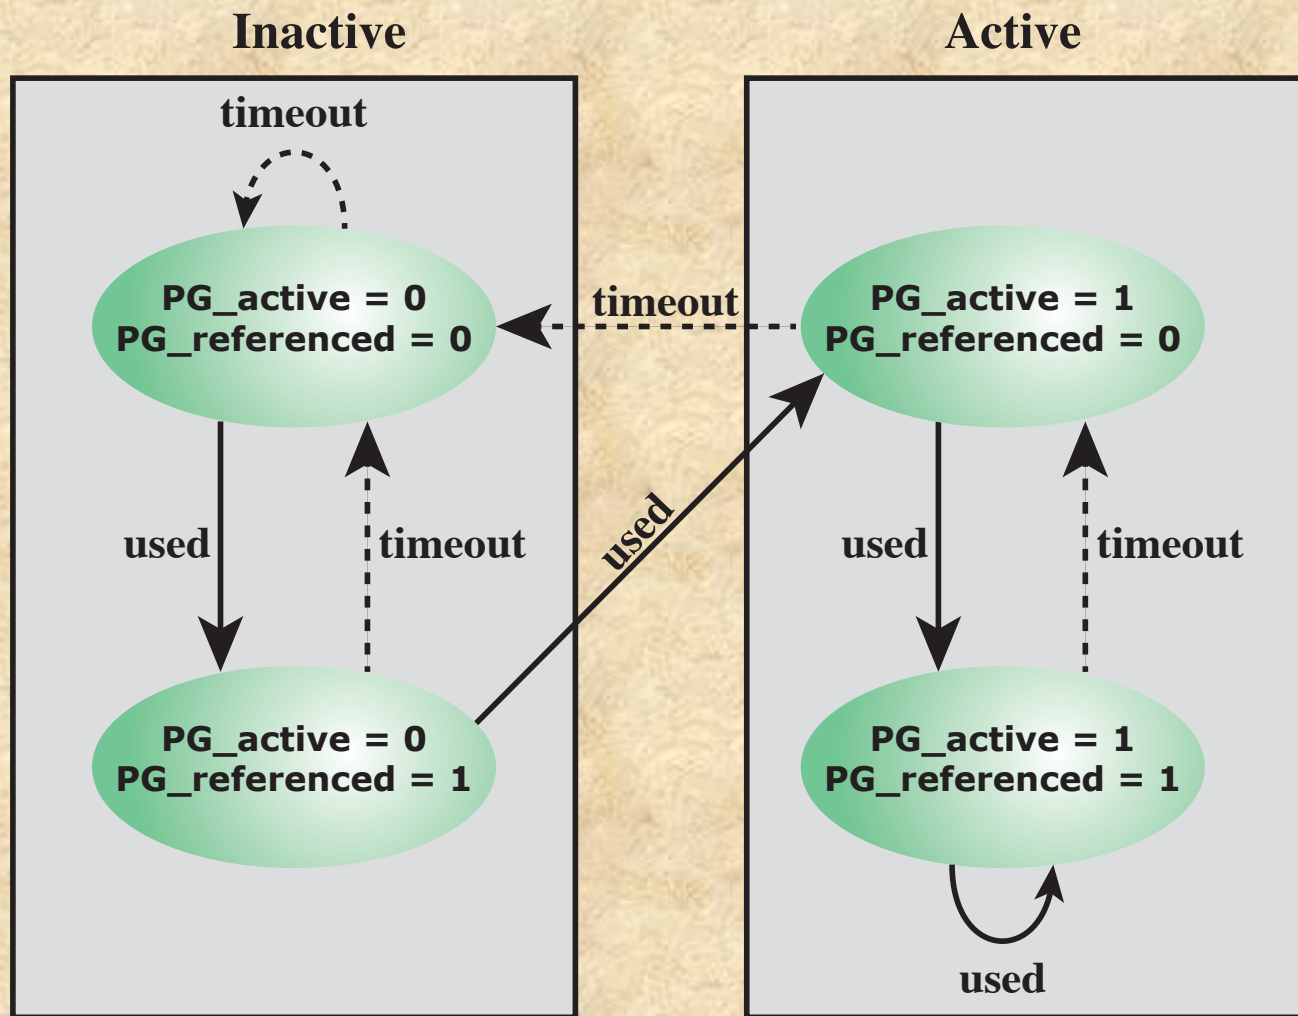 Inactive
Active
timeout
PG_active = 0
PG_referenced = 0
timeout
PG_active = 1
PG_referenced = 0
used
timeout
used
used
timeout
PG_active = 0
PG_referenced = 1
PG_active = 1
PG_referenced = 1
used